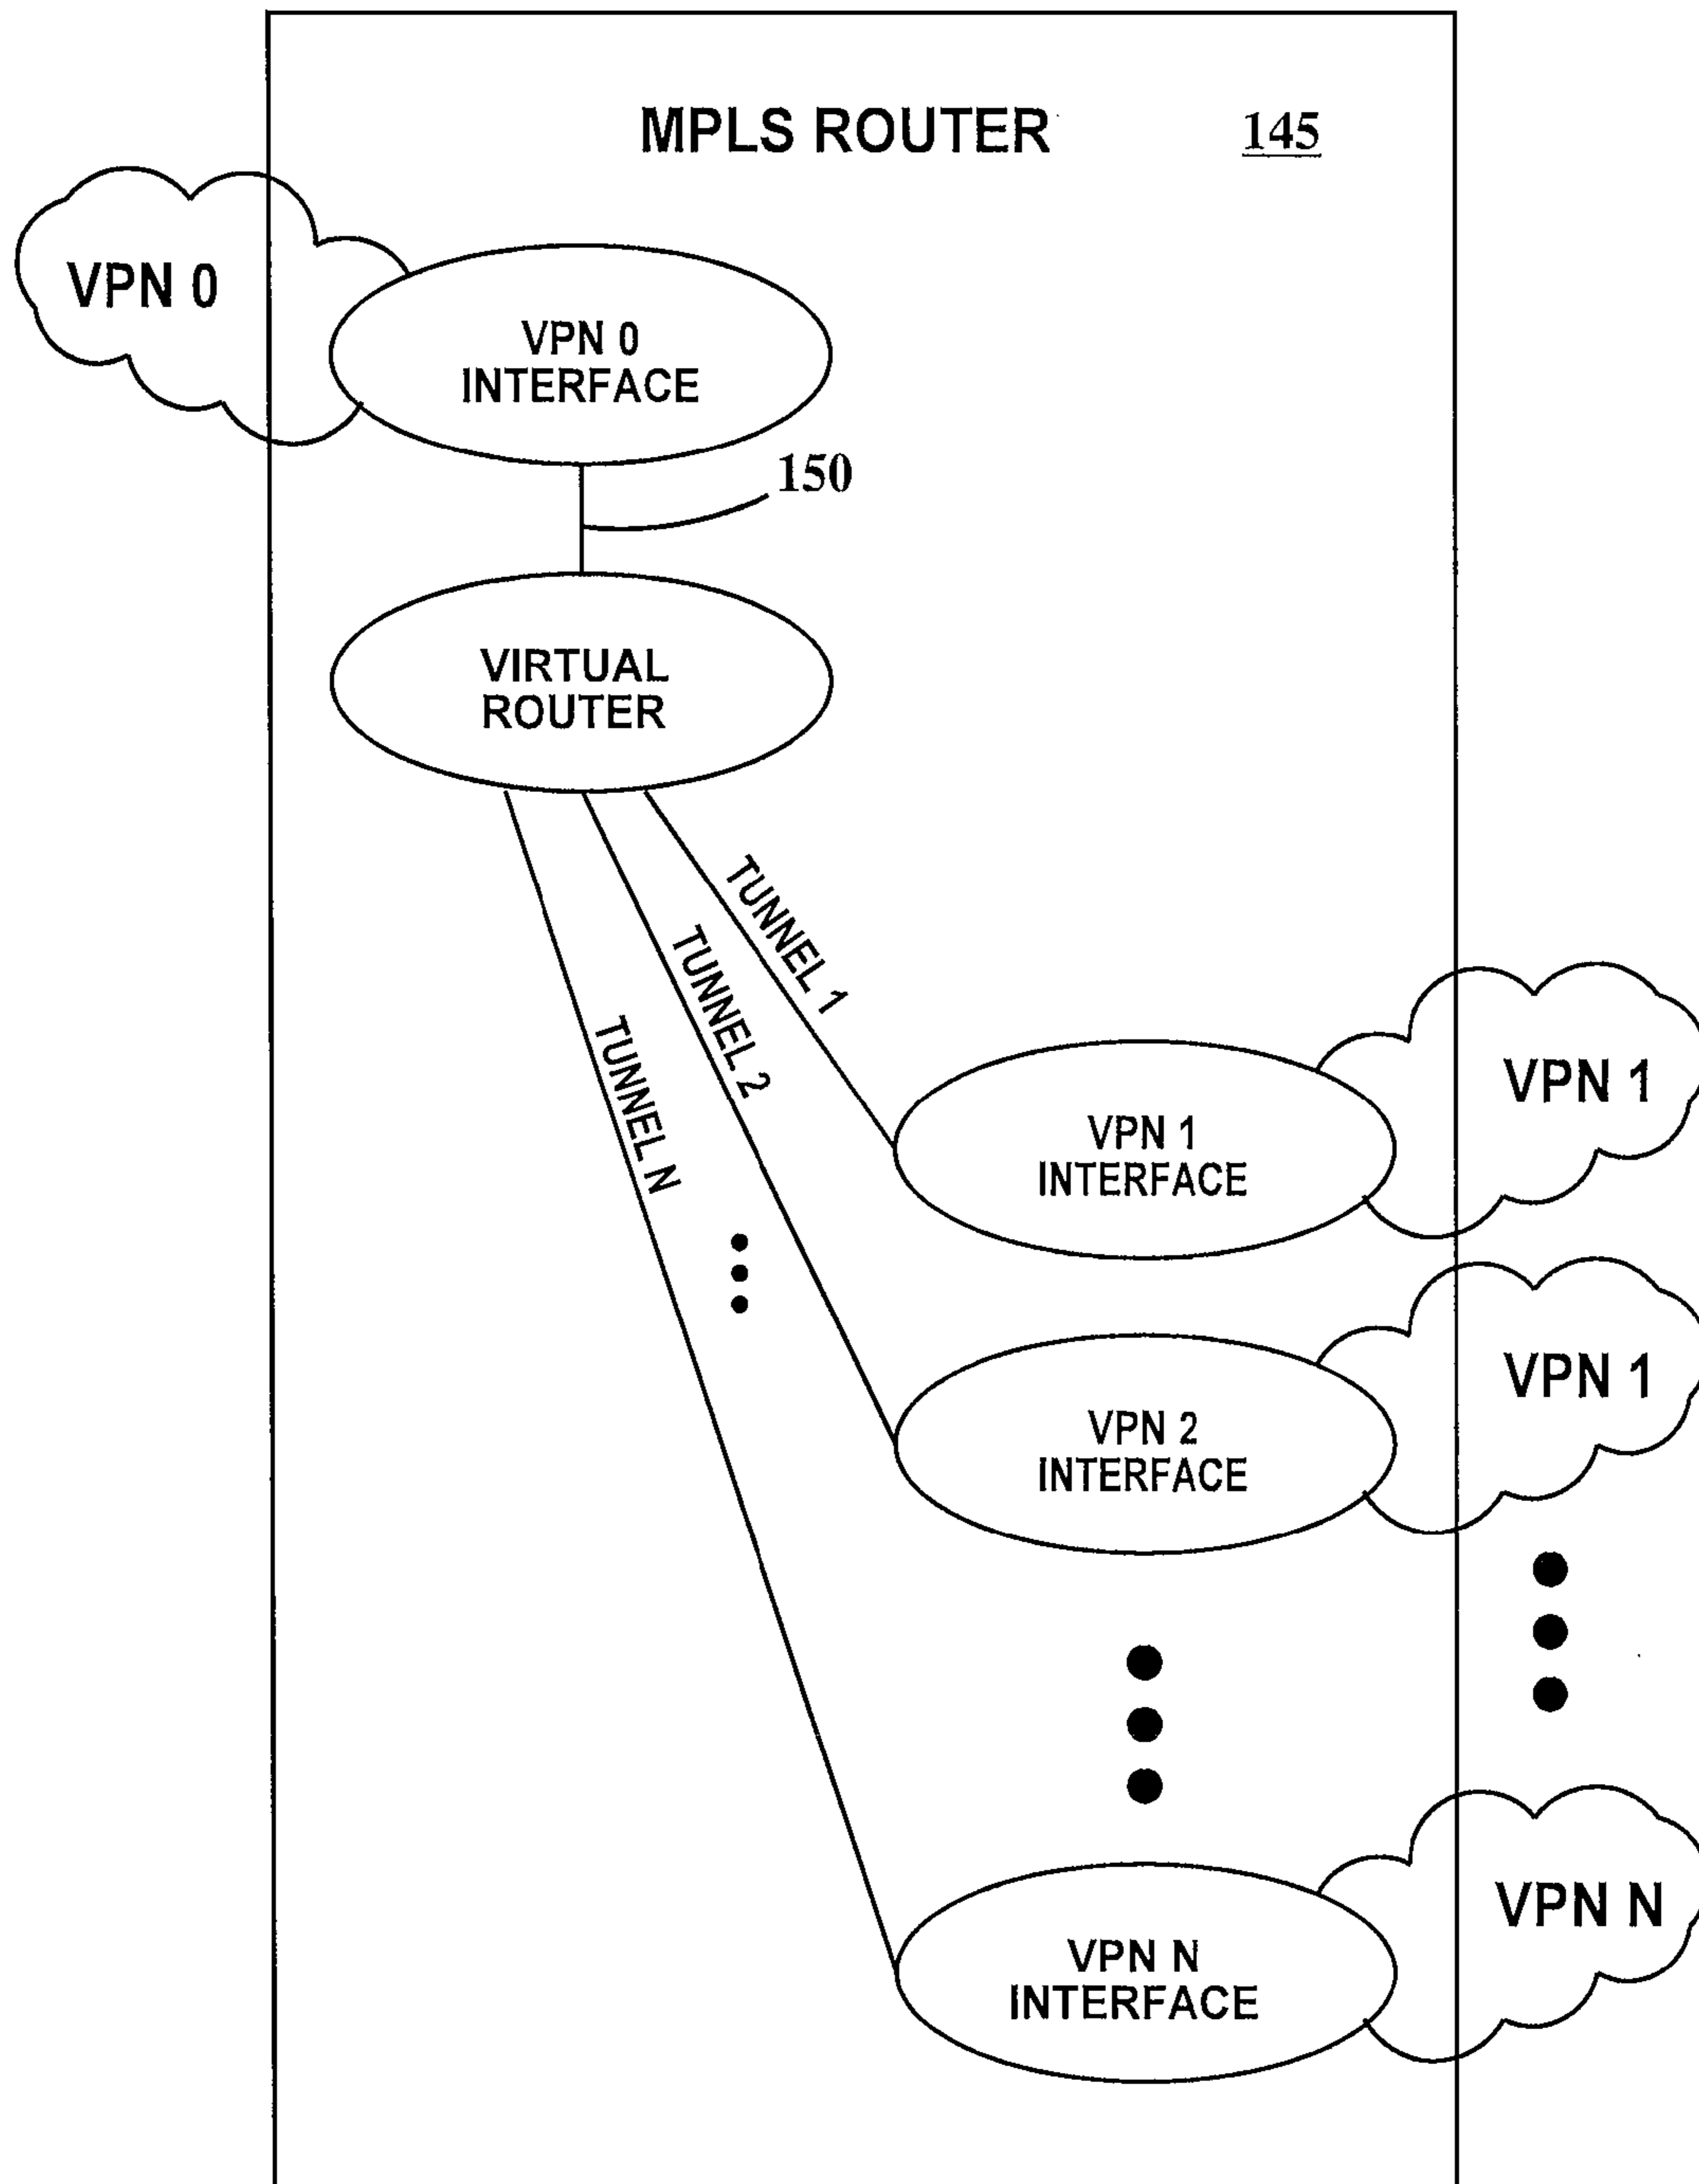 MPLS ROUTER 145
VPN 0
VPN 0
INTERFACE
150
VIRTUAL
ROUTER
TUNNEL 1
TUNNEL 2
TUNNEL N
VPN 1
INTERFACE
VPN 1
VPN 2
INTERFACE
VPN 1
VPN N
INTERFACE
VPN N